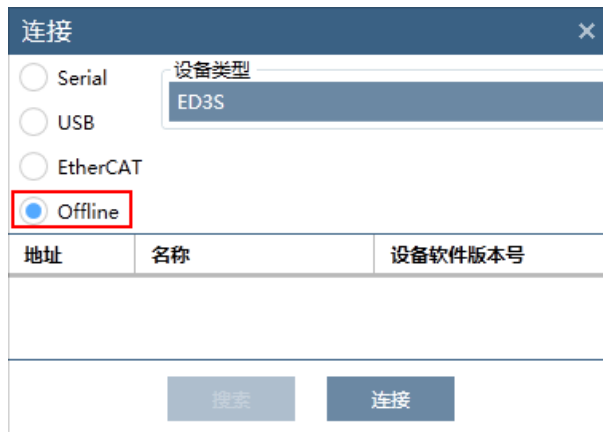 连接
Serial
设备类型
ED3S
USB
EtherCAT
Offline
地址 名称 设备软件版本号
搜索 连接